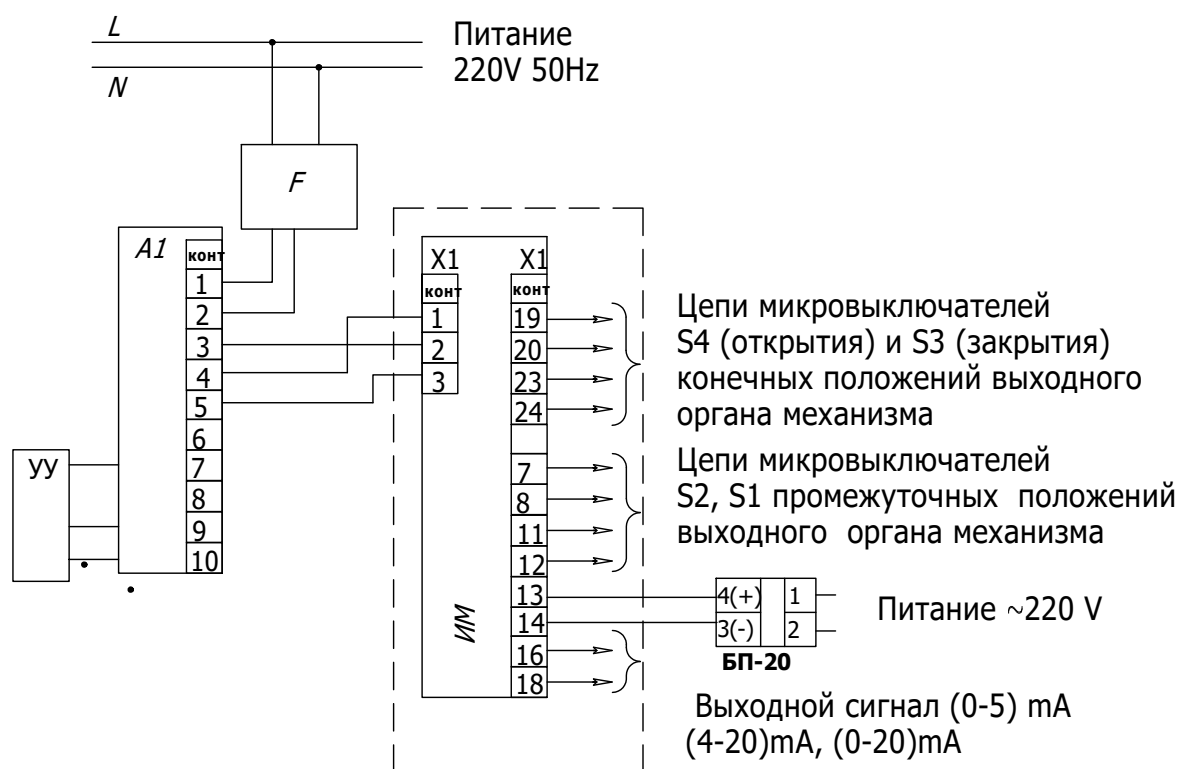 L
Питание
220V 50Hz
N
F
A1
конт
1
2
3
4
5
6
7
8
9
10
УУ
X1
X1
конт
конт
1
2
3
19
20
23
24
7
8
11
12
13
14
16
18
ИМ
Цепи микровыключателей
S4 (открытия) и S3 (закрытия)
конечных положений выходного
органа механизма
Цепи микровыключателей
S2, S1 промежуточных положений
выходного органа механизма
4(+) 1
3(-) 2
БП-20
Питание ~220 V
Выходной сигнал (0-5) mA
(4-20)mA, (0-20)mA